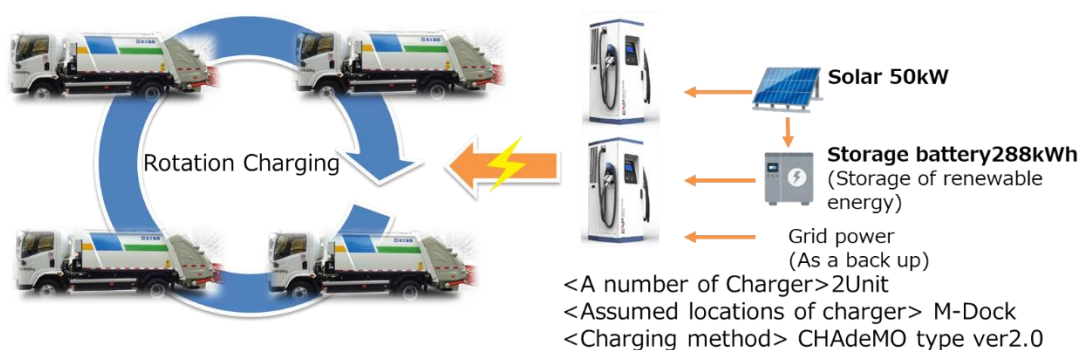 Rotation Charging
Solar 50kW
Storage battery288kWh
(Storage of renewable
energy)
Grid power
(As a back up)
<A number of Charger>2Unit
<Assumed locations of charger> M-Dock
<Charging method> CHAdeMO type ver2.0